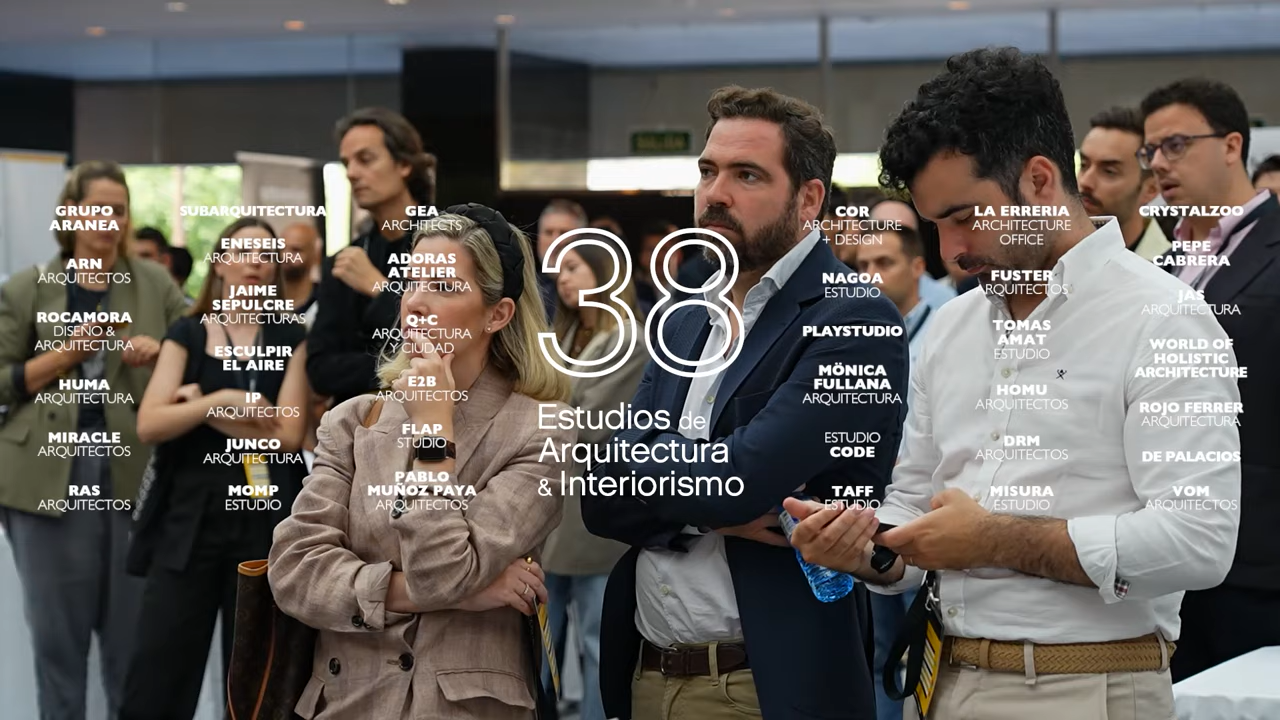 GRUPO
ARANEA
ARN
ARQUITECTOS
ROCAMORA
DISEÑO &
ARQUITECTURA
HUMA
ARQUITECTURA
MIRACLE
ARQUITECTOS
RAS
ARQUITECTOS
SUBARQUITECTURA
ENESEIS
ARQUITECTURA
JAIME
SEPULCRE
ARQUITECTURAS
ESCULPIR
EL AIRE
IP
ARQUITECTOS
JUNCO
ARQUITECTURA
MOMP
ESTUDIO
GEA
ARCHITECTS
ADORAS
ATELIER
ARQUITECTURA
Q+C
ARQUITECTURA
Y CIUDAD
E2B
ARQUITECTOS
FLAP
STUDIO
PABLO
MUÑOZ PAYA
ARQUITECTOS
38
Estudios de
Arquitectura
& Interiorismo
COR
ARCHITECTURE
+ DESIGN
NAGOA
ESTUDIO
PLAYSTUDIO
MÖNICA
FULLANA
ARQUITECTURA
ESTUDIO
CODE
TAFF
ESTUDIO
LA ERRERIA
ARCHITECTURE
OFFICE
FUSTER
ARQUITECTOS
TOMAS
AMAT
ESTUDIO
HOMU
ARQUITECTOS
DRM
ARQUITECTOS
MISURA
ESTUDIO
CRYSTALZOO
PEPE
CABRERA
JAS
ARQUITECTURA
WORLD OF
HOLISTIC
ARCHITECTURE
ROJO FERRER
ARQUITECTURA
DE PALACIOS
VOM
ARQUITECTOS
SALIDA